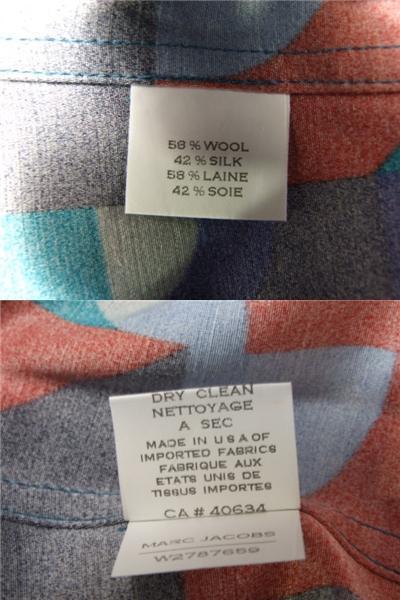 58 % WOOL
42 % SILK
58 % LAINE
42 % SOIE
DRY CLEAN
NETTOYAGE
A SEC
MADE IN U S A OF
IMPORTED FABRICS
FABRIQUE AUX
ETATS UNIS DE
TISSUS IMPORTES
CA # 40634
MARC JACOBS
W2787659